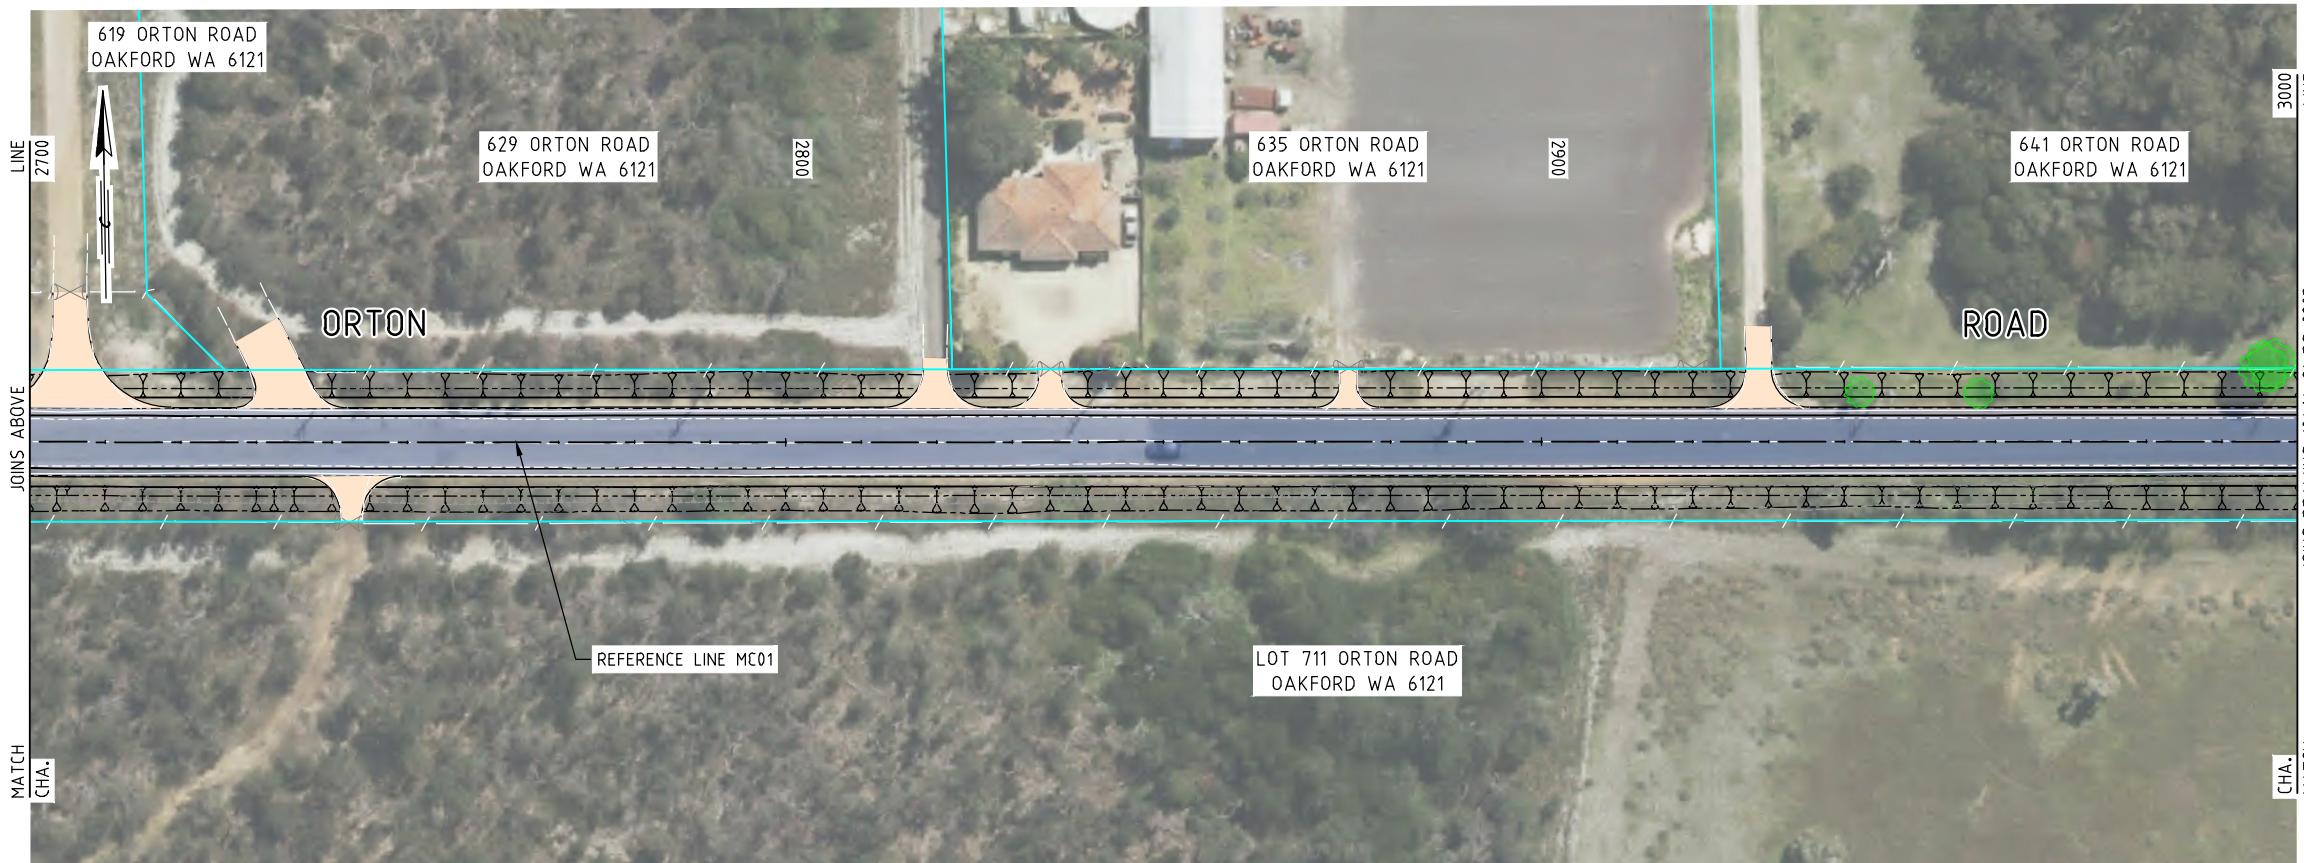 619 ORTON ROAD
OAKFORD WA 6121
629 ORTON ROAD
OAKFORD WA 6121
635 ORTON ROAD
OAKFORD WA 6121
641 ORTON ROAD
OAKFORD WA 6121
2700
2800
2900
3000
LINE
JOINS ABOVE
MATCH
CHA.
ORTON
ROAD
REFERENCE LINE MC01
LOT 711 ORTON ROAD
OAKFORD WA 6121
CHA.